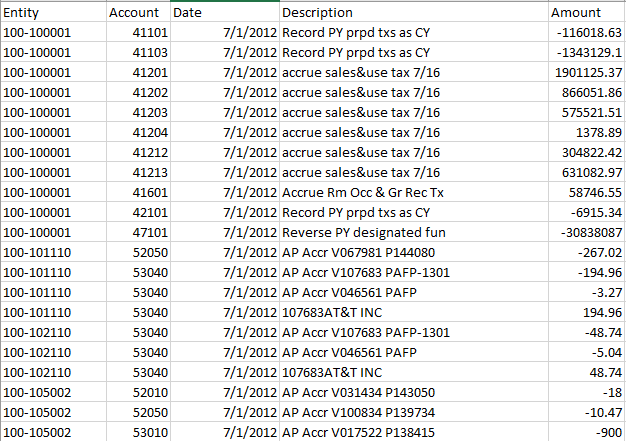 Entity Account Date Description Amount
100-100001 41101 7/1/2012 Record PY prpd txs as CY -116018.63
100-100001 41103 7/1/2012 Record PY prpd txs as CY -1343129.1
100-100001 41201 7/1/2012 accrue sales&use tax 7/16 1901125.37
100-100001 41202 7/1/2012 accrue sales&use tax 7/16 866051.86
100-100001 41203 7/1/2012 accrue sales&use tax 7/16 575521.51
100-100001 41204 7/1/2012 accrue sales&use tax 7/16 1378.89
100-100001 41212 7/1/2012 accrue sales&use tax 7/16 304822.42
100-100001 41213 7/1/2012 accrue sales&use tax 7/16 631082.97
100-100001 41601 7/1/2012 Accrue Rm Occ & Gr Rec Tx 58746.55
100-100001 42101 7/1/2012 Record PY prpd txs as CY -6915.34
100-100001 47101 7/1/2012 Reverse PY designated fun -30838087
100-101110 52050 7/1/2012 AP Accr V067981 P144080 -267.02
100-101110 53040 7/1/2012 AP Accr V107683 PAFP-1301 -194.96
100-101110 53040 7/1/2012 AP Accr V046561 PAFP -3.27
100-101110 53040 7/1/2012 107683AT&T INC 194.96
100-102110 53040 7/1/2012 AP Accr V107683 PAFP-1301 -48.74
100-102110 53040 7/1/2012 AP Accr V046561 PAFP -5.04
100-102110 53040 7/1/2012 107683AT&T INC 48.74
100-105002 52010 7/1/2012 AP Accr V031434 P143050 -18
100-105002 52050 7/1/2012 AP Accr V100834 P139734 -10.47
100-105002 53010 7/1/2012 AP Accr V017522 P138415 -900